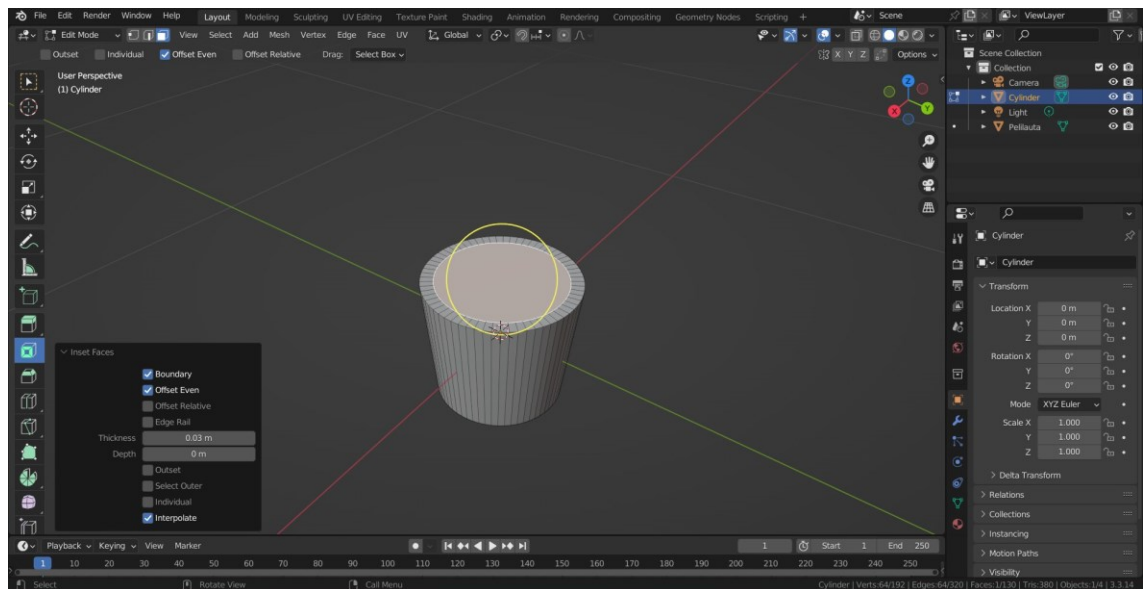 File Edit Render Window Help Layout Modeling Sculpting UV Editing Texture Paint Shading Animation Rendering Compositing Geometry Nodes Scripting + Scene ViewLayer
Edit Mode View Select Add Mesh Vertex Edge Face UV Global
Outset Individual Offset Even Offset Relative Drag: Select Box X Y Z Options
User Perspective
(1) Cylinder
Z
X
Y
Scene Collection
Collection
Camera
Cylinder
Light
Pelilauta
Cylinder
Cylinder
Transform
Location X 0 m
Y 0 m
Z 0 m
Rotation X 0°
Y 0°
Z 0°
Mode XYZ Euler
Scale X 1.000
Y 1.000
Z 1.000
Delta Transform
Relations
Collections
Instancing
Motion Paths
Visibility
Inset Faces
Boundary
Offset Even
Offset Relative
Edge Rail
Thickness 0.03 m
Depth 0 m
Outset
Select Outer
Individual
Interpolate
Playback Keying View Marker 1 Start 1 End 250
1 10 20 30 40 50 60 70 80 90 100 110 120 130 140 150 160 170 180 190 200 210 220 230 240 250
Select Rotate View Call Menu Cylinder | Verts:64/192 | Edges:64/320 | Faces:1/130 | Tris:380 | Objects:1/4 | 3.3.14